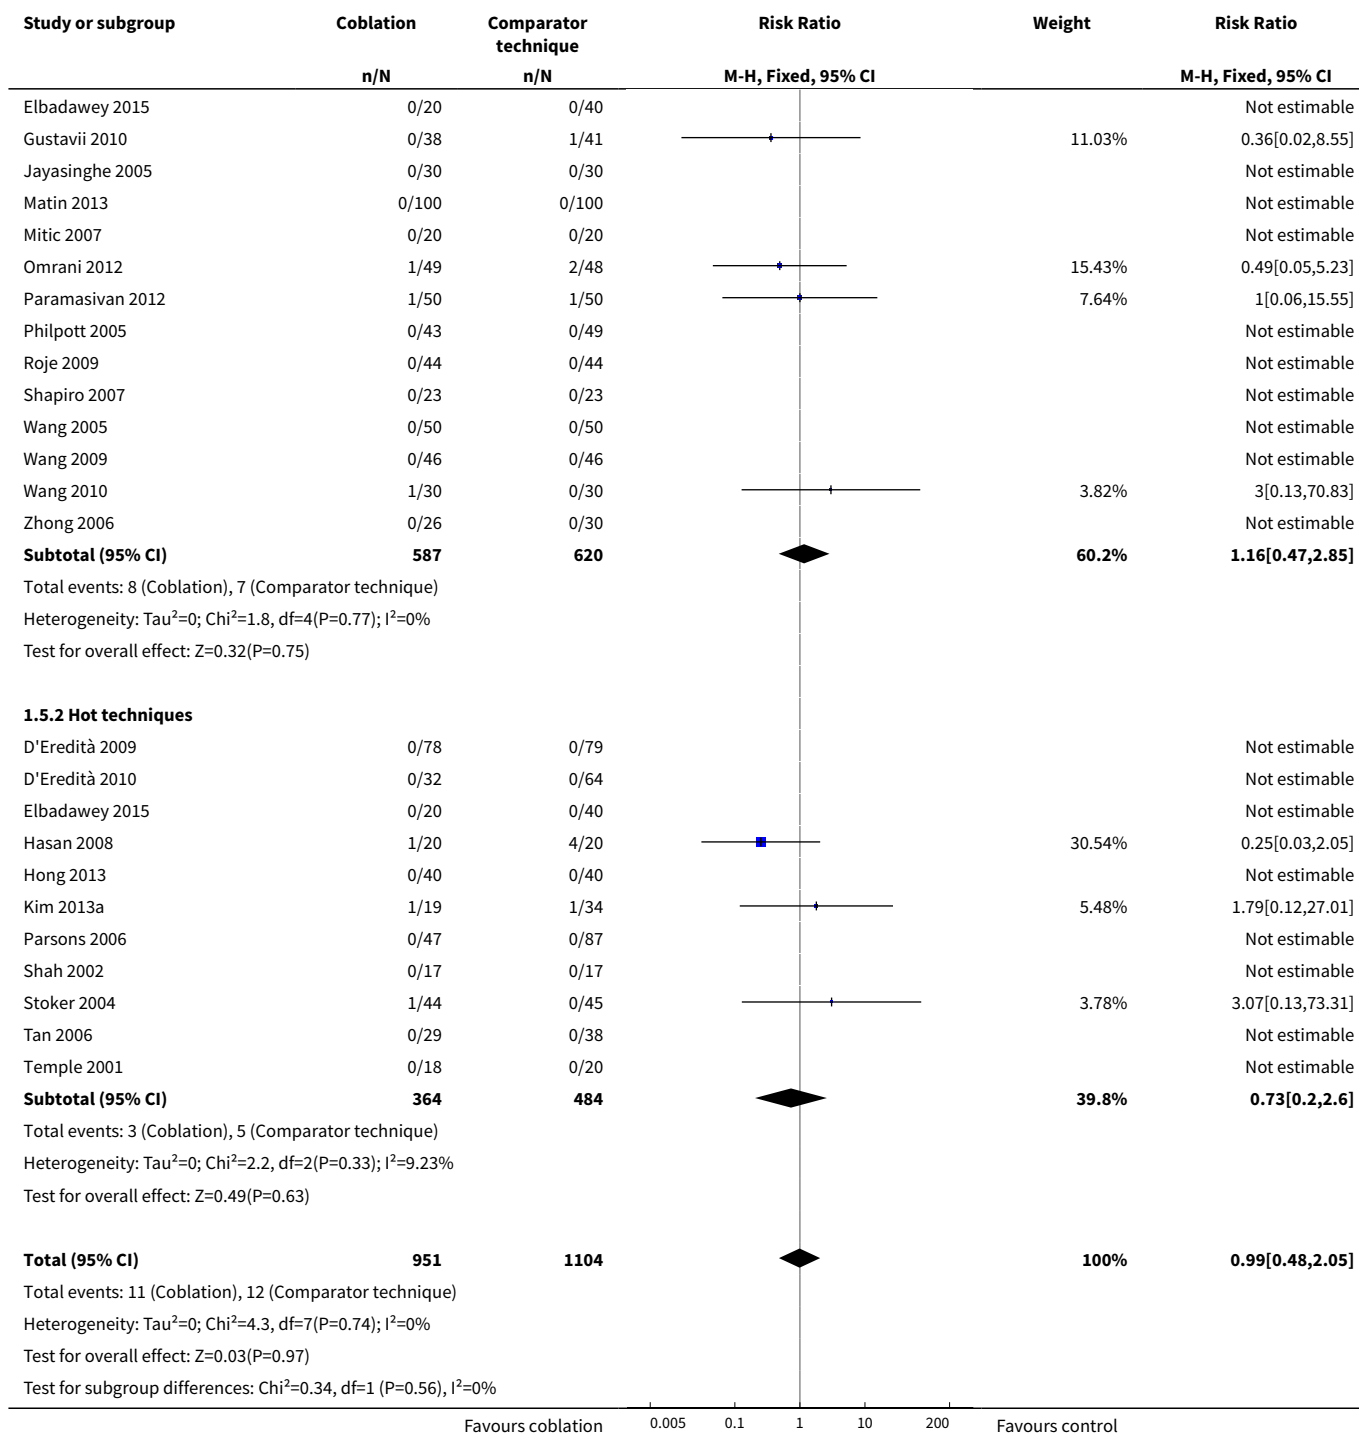 Study or subgroup Coblation Comparator technique Risk Ratio Weight Risk Ratio
n/N n/N M-H, Fixed, 95% CI M-H, Fixed, 95% CI
Elbadawey 2015 0/20 0/40 Not estimable
Gustavii 2010 0/38 1/41 11.03% 0.36[0.02,8.55]
Jayasinghe 2005 0/30 0/30 Not estimable
Matin 2013 0/100 0/100 Not estimable
Mitic 2007 0/20 0/20 Not estimable
Omrani 2012 1/49 2/48 15.43% 0.49[0.05,5.23]
Paramasivan 2012 1/50 1/50 7.64% 1[0.06,15.55]
Philpott 2005 0/43 0/49 Not estimable
Roje 2009 0/44 0/44 Not estimable
Shapiro 2007 0/23 0/23 Not estimable
Wang 2005 0/50 0/50 Not estimable
Wang 2009 0/46 0/46 Not estimable
Wang 2010 1/30 0/30 3.82% 3[0.13,70.83]
Zhong 2006 0/26 0/30 Not estimable
Subtotal (95% CI) 587 620 60.2% 1.16[0.47,2.85]
Total events: 8 (Coblation), 7 (Comparator technique)
Heterogeneity: Tau²=0; Chi²=1.8, df=4(P=0.77); I²=0%
Test for overall effect: Z=0.32(P=0.75)
1.5.2 Hot techniques
D'Eredità 2009 0/78 0/79 Not estimable
D'Eredità 2010 0/32 0/64 Not estimable
Elbadawey 2015 0/20 0/40 Not estimable
Hasan 2008 1/20 4/20 30.54% 0.25[0.03,2.05]
Hong 2013 0/40 0/40 Not estimable
Kim 2013a 1/19 1/34 5.48% 1.79[0.12,27.01]
Parsons 2006 0/47 0/87 Not estimable
Shah 2002 0/17 0/17 Not estimable
Stoker 2004 1/44 0/45 3.78% 3.07[0.13,73.31]
Tan 2006 0/29 0/38 Not estimable
Temple 2001 0/18 0/20 Not estimable
Subtotal (95% CI) 364 484 39.8% 0.73[0.2,2.6]
Total events: 3 (Coblation), 5 (Comparator technique)
Heterogeneity: Tau²=0; Chi²=2.2, df=2(P=0.33); I²=9.23%
Test for overall effect: Z=0.49(P=0.63)
Total (95% CI) 951 1104 100% 0.99[0.48,2.05]
Total events: 11 (Coblation), 12 (Comparator technique)
Heterogeneity: Tau²=0; Chi²=4.3, df=7(P=0.74); I²=0%
Test for overall effect: Z=0.03(P=0.97)
Test for subgroup differences: Chi²=0.34, df=1 (P=0.56), I²=0%
Favours coblation 0.005 0.1 1 10 200 Favours control